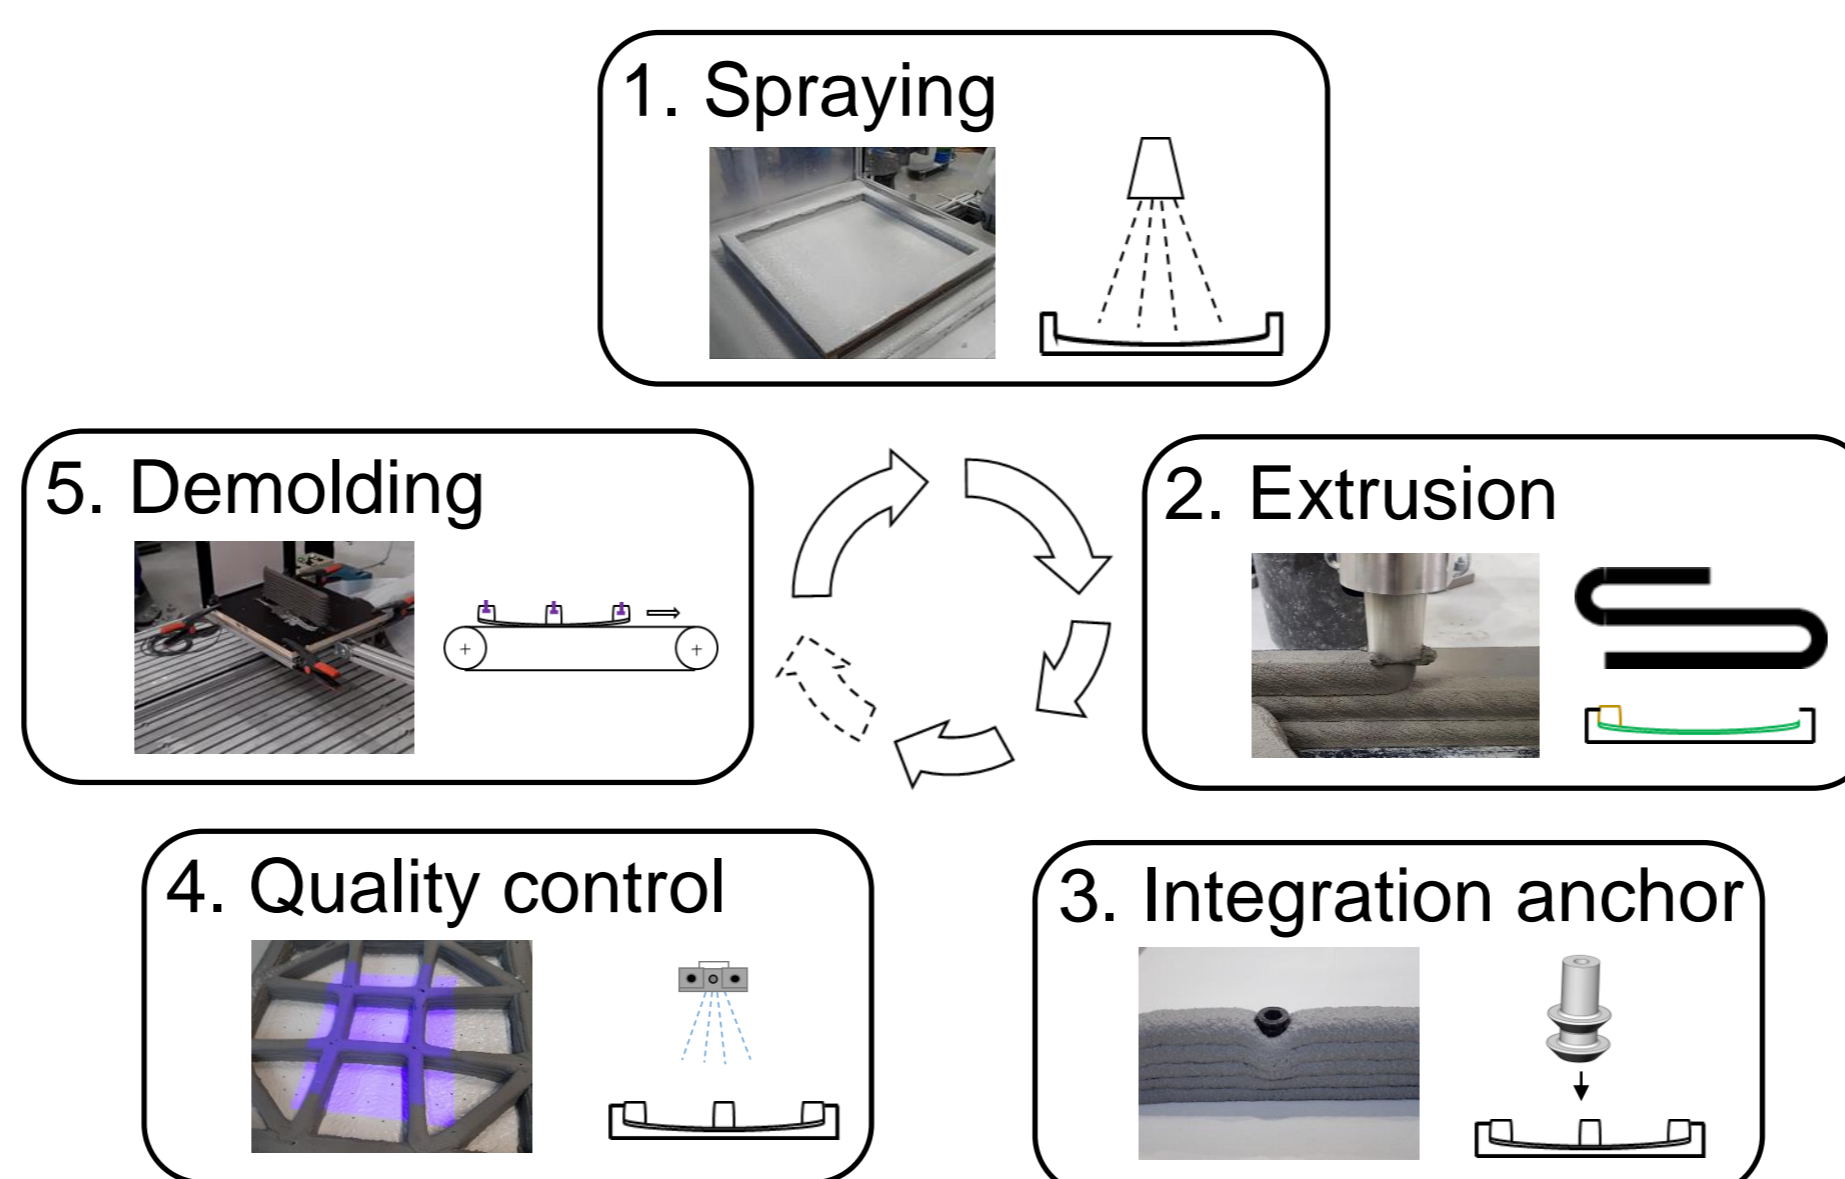 1. Spraying
5. Demolding
2. Extrusion
4. Quality control
3. Integration anchor